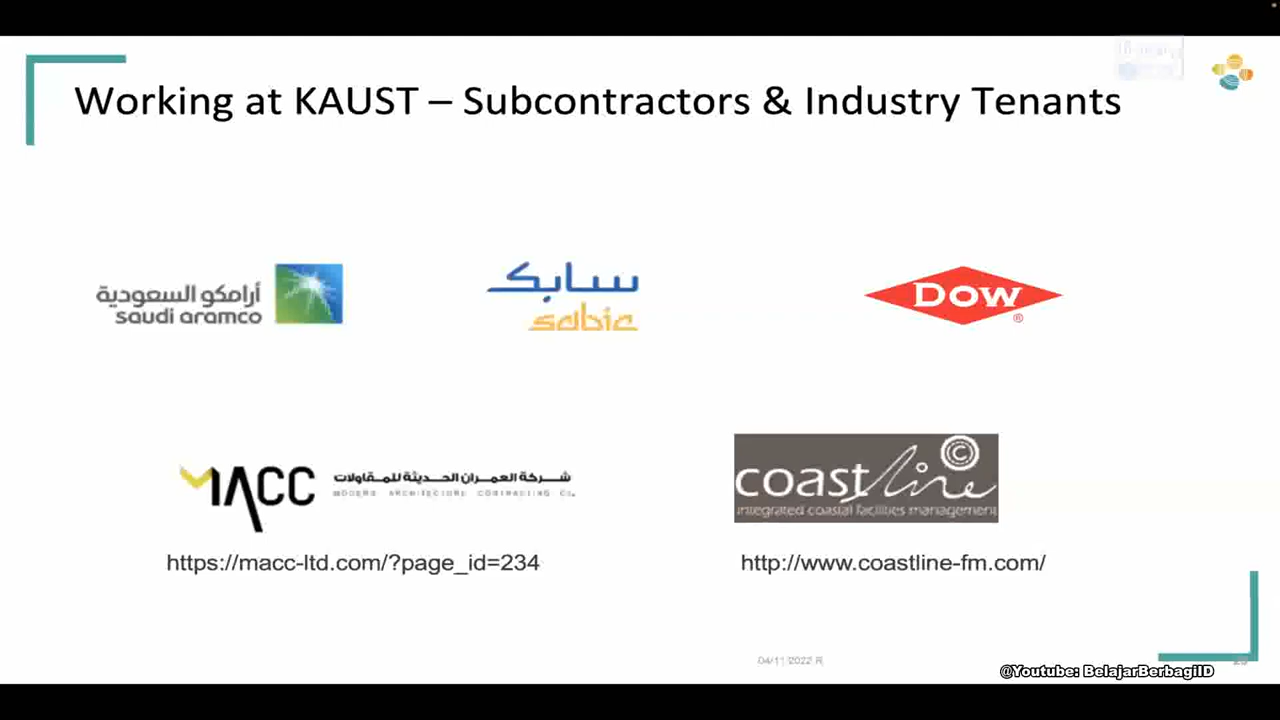 Working at KAUST – Subcontractors & Industry Tenants
أرامكو السعودية
saudi aramco
سابك
sabic
DOW
®
MACC
شركة العمران الحديثة للمقاولات
MODERN ARCHITECTURE CONTRACTING Co.
coastline
©
integrated coastal facilities management
https://macc-ltd.com/?page_id=234
http://www.coastline-fm.com/
04/11/2022
@Youtube: BelajarBerbagiID